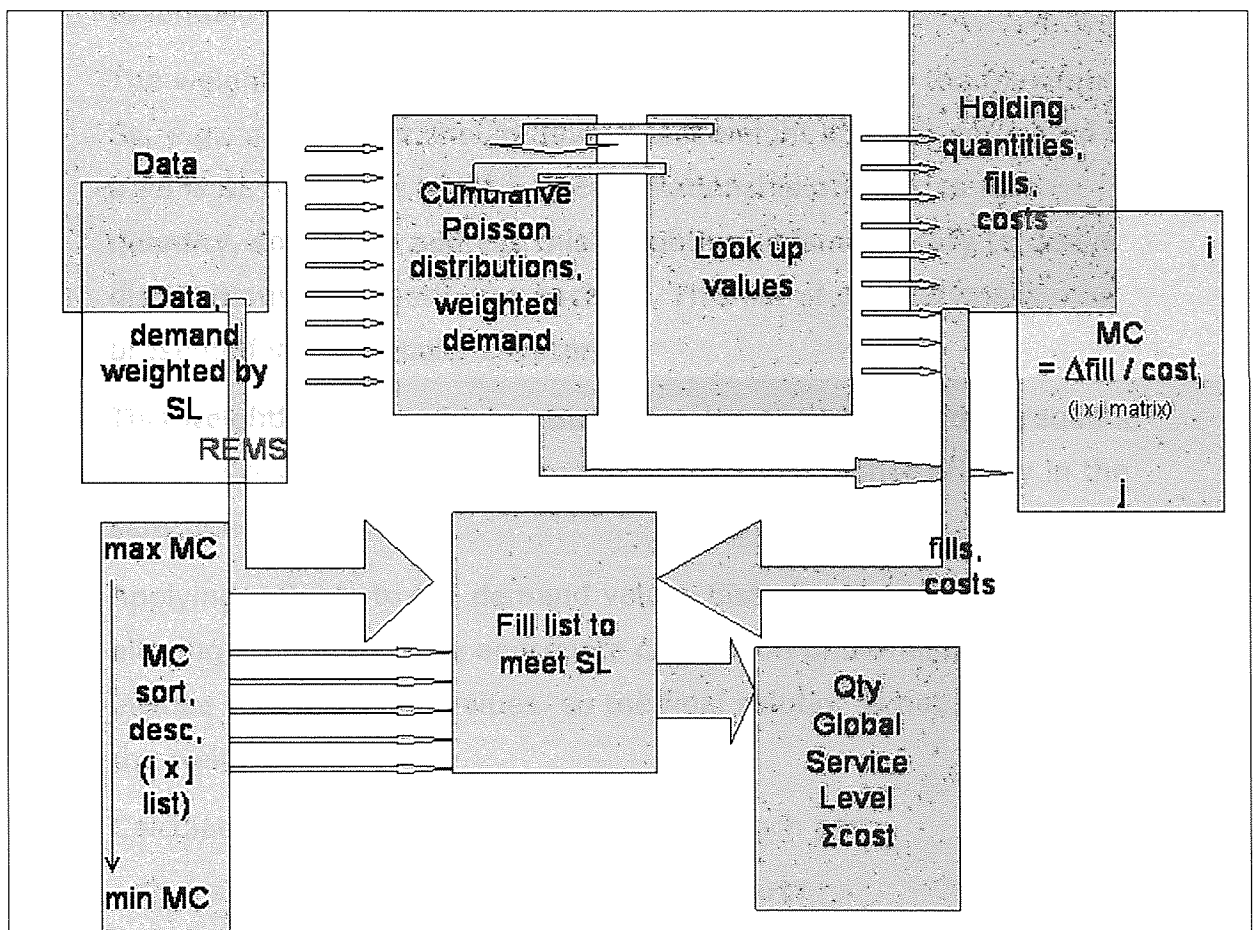 Data
Data,
demand
weighted by
SL
REMS
Cumulative
Poisson
distributions,
weighted
demand
Look up
values
Holding
quantities,
fills,
costs
i
MC
= Δfill / costⱼ
(i x j matrix)
j
max MC
MC
sort,
desc,
(i x j
list)
min MC
Fill list to
meet SL
fills,
costs
Qty
Global
Service
Level
Σcost